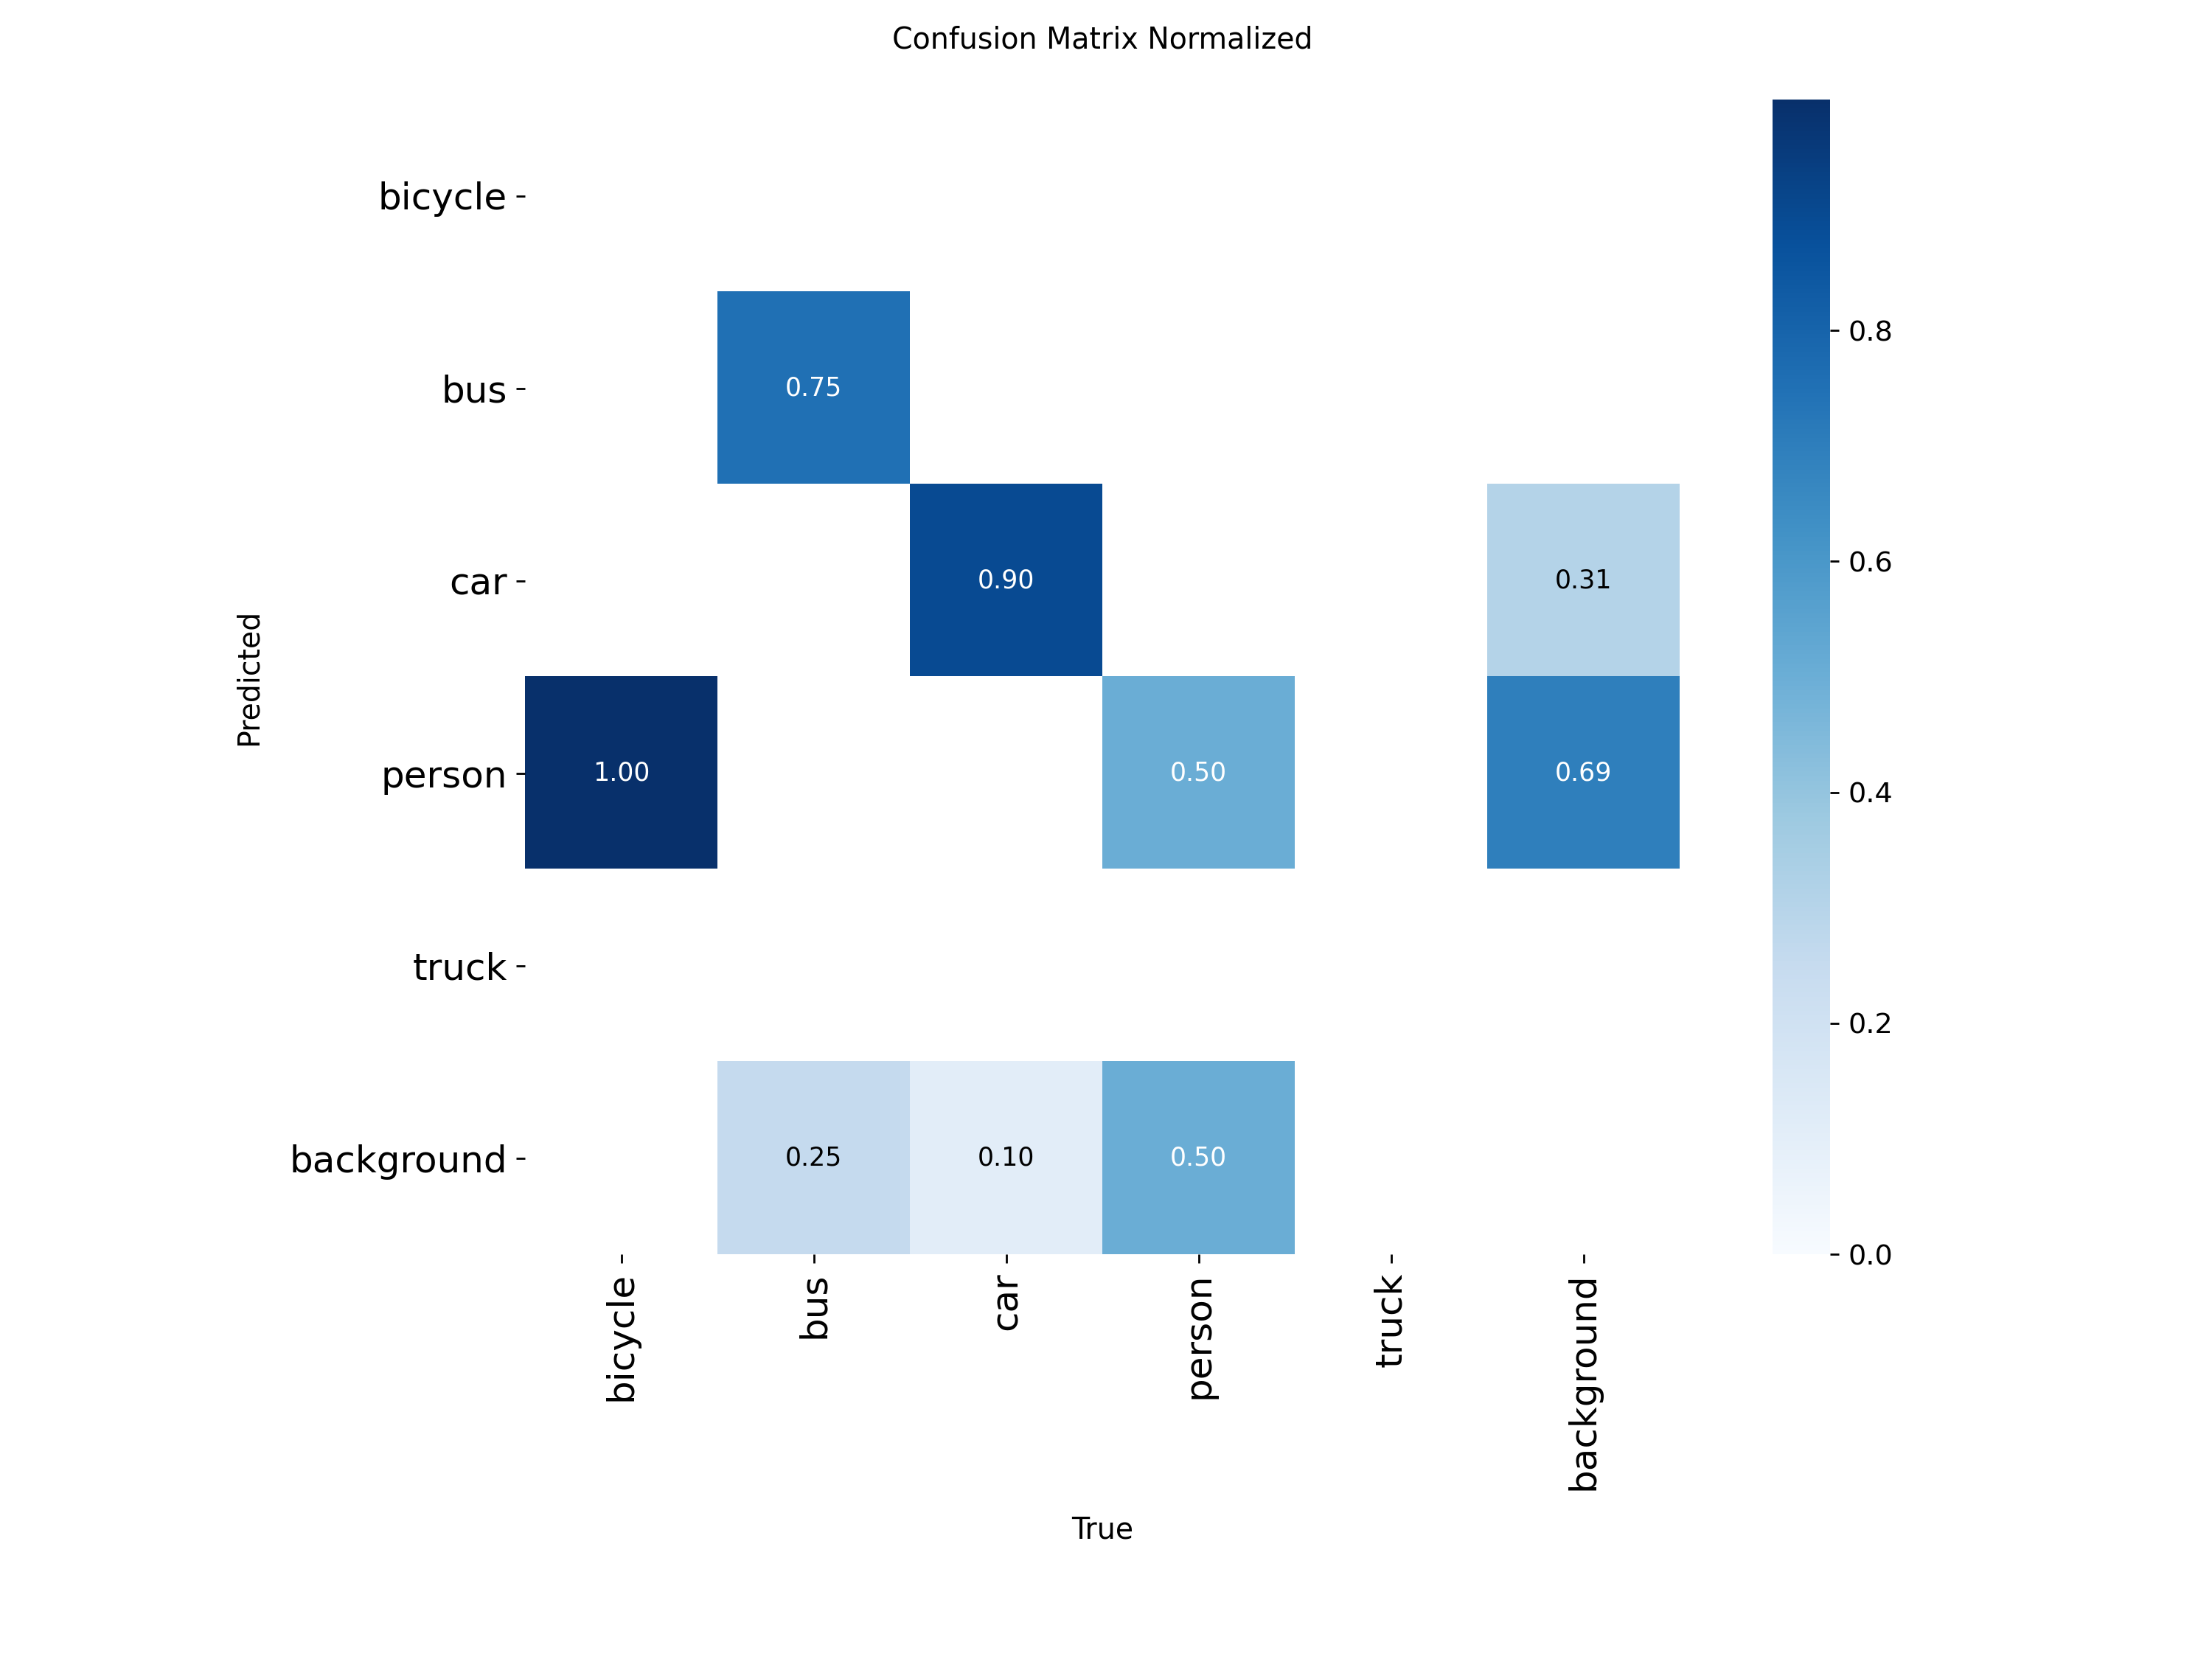 Confusion Matrix Normalized
bicycle
bus
0.75
0.8
car
0.90
0.31
0.6
Predicted
person
1.00
0.50
0.69
0.4
truck
0.2
background
0.25
0.10
0.50
0.0
bicycle
bus
car
person
truck
background
True